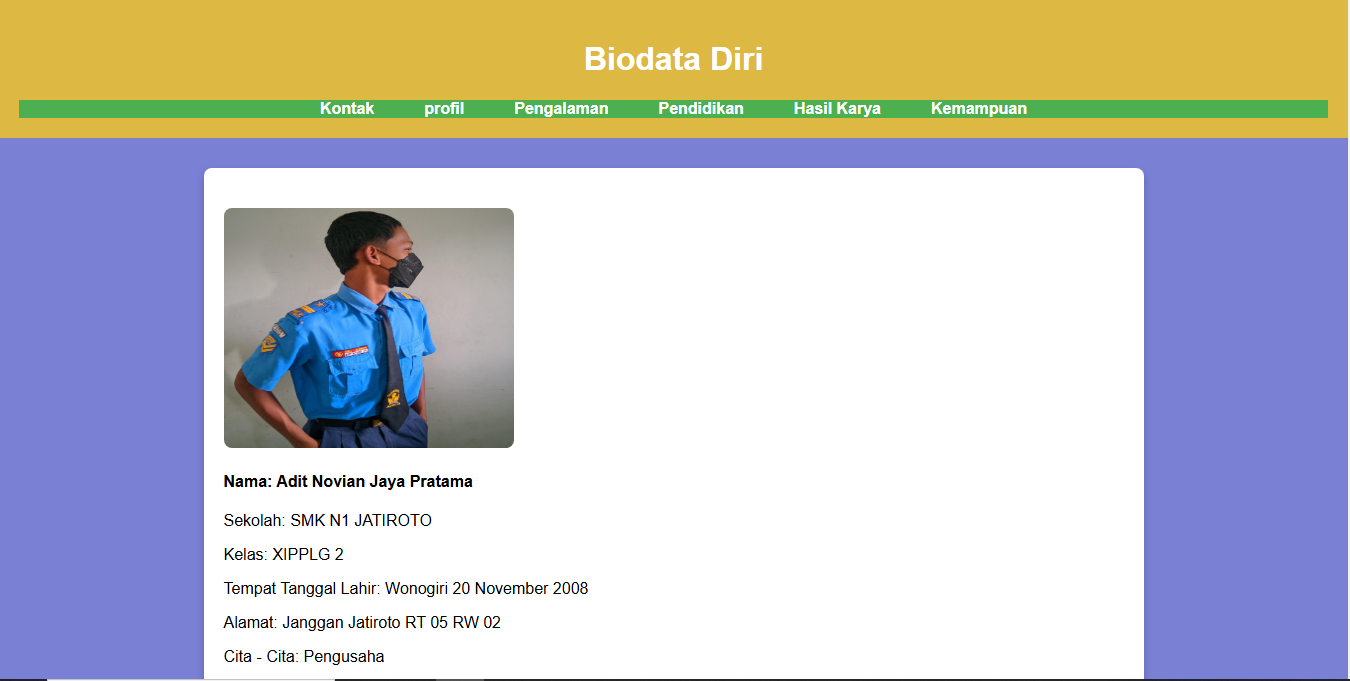 Biodata Diri
Kontak profil Pengalaman Pendidikan Hasil Karya Kemampuan
Nama: Adit Novian Jaya Pratama
Sekolah: SMK N1 JATIROTO
Kelas: XIPPLG 2
Tempat Tanggal Lahir: Wonogiri 20 November 2008
Alamat: Janggan Jatiroto RT 05 RW 02
Cita - Cita: Pengusaha